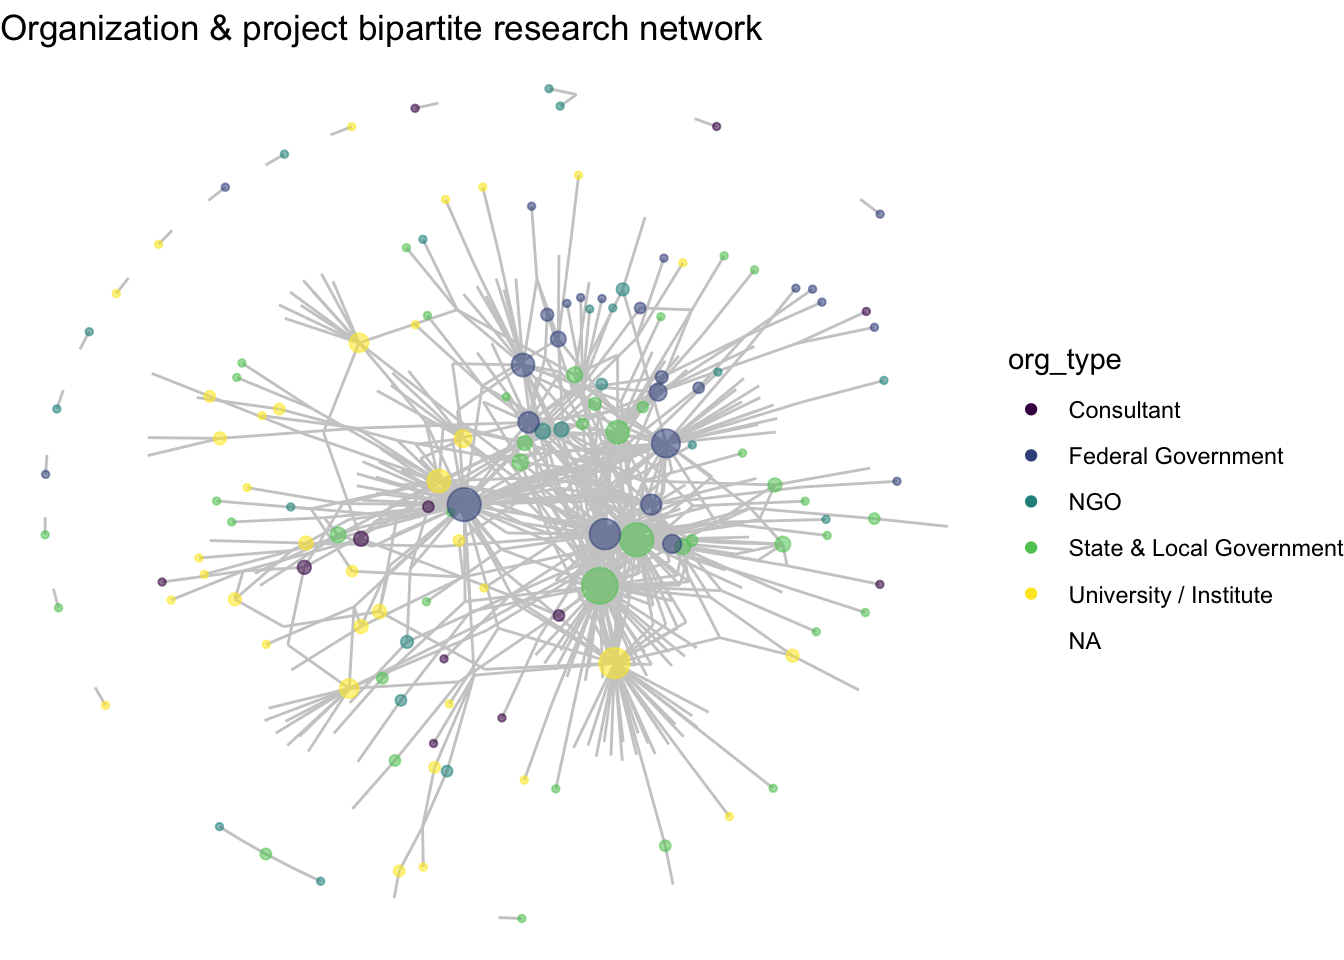 Organization & project bipartite research network
org_type
Consultant
Federal Government
NGO
State & Local Government
University / Institute
NA